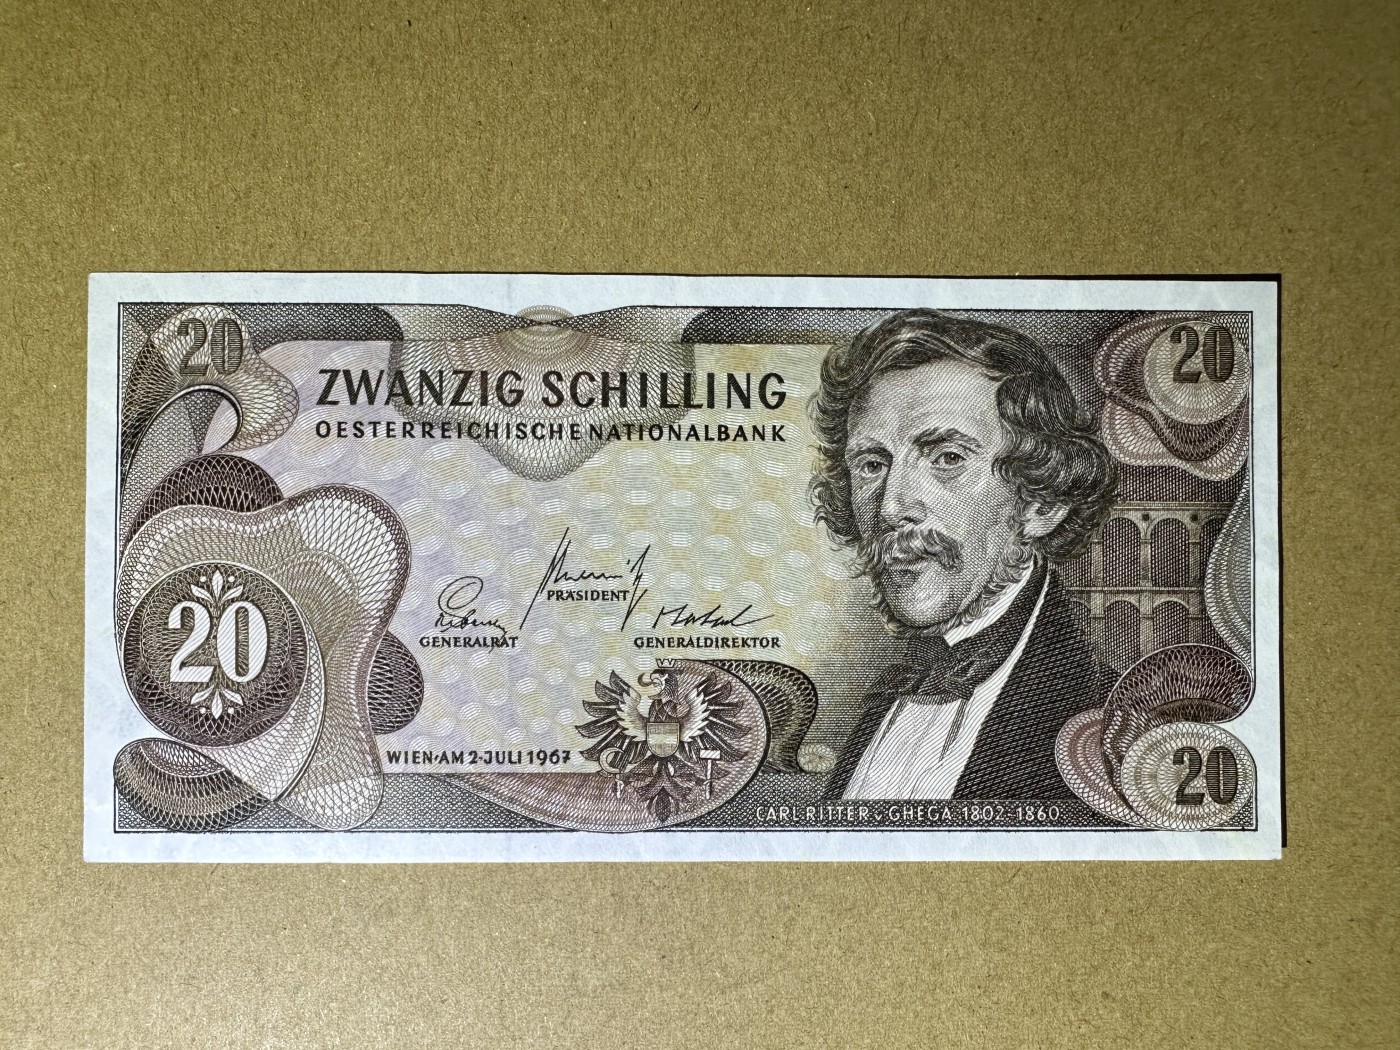 20
20
ZWANZIG SCHILLING
OESTERREICHISCHE NATIONALBANK
PRÄSIDENT
GENERALRAT
GENERALDIREKTOR
20
WIEN·AM 2·JULI 1967
20
CARL RITTER v. GHEGA 1802–1860